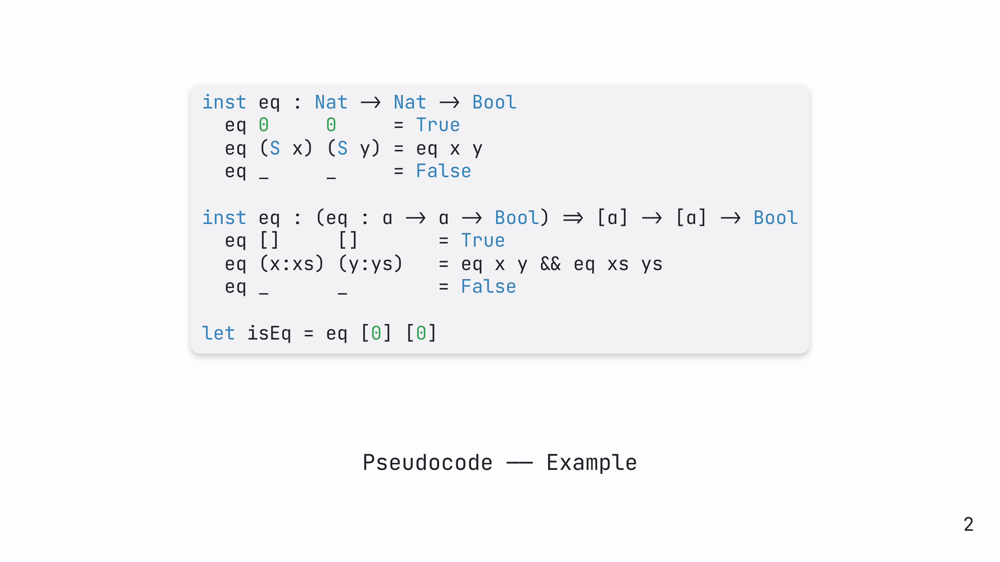 inst eq : Nat -> Nat -> Bool
  eq 0     0     = True
  eq (S x) (S y) = eq x y
  eq _     _     = False

inst eq : (eq : a -> a -> Bool) => [a] -> [a] -> Bool
  eq []     []       = True
  eq (x:xs) (y:ys)   = eq x y && eq xs ys
  eq _      _        = False

let isEq = eq [0] [0]
Pseudocode -- Example
2